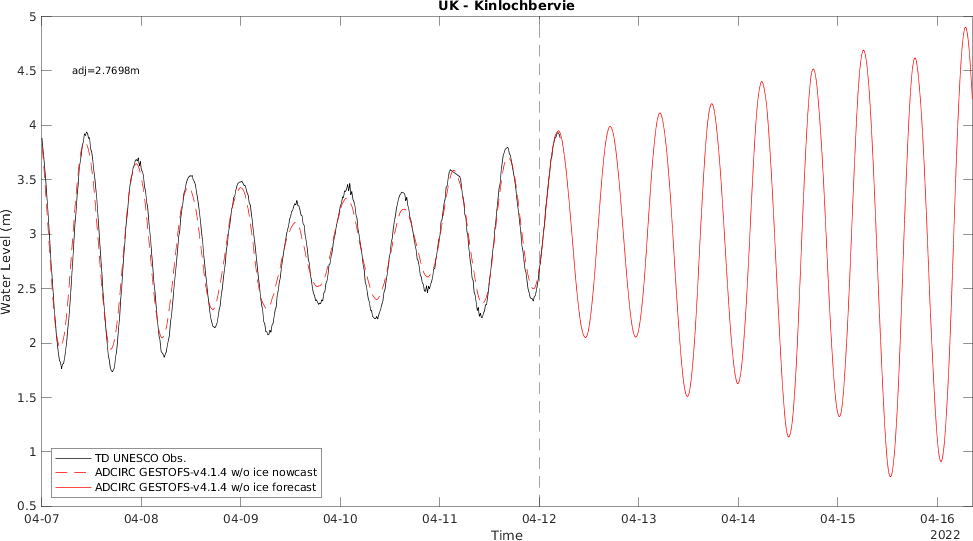 UK - Kinlochbervie
5
4.5
4
3.5
3
2.5
2
1.5
1
0.5
Water Level (m)
adj=2.7698m
TD UNESCO Obs.
ADCIRC GESTOFS-v4.1.4 w/o ice nowcast
ADCIRC GESTOFS-v4.1.4 w/o ice forecast
04-07 04-08 04-09 04-10 04-11 04-12 04-13 04-14 04-15 04-16
Time
2022